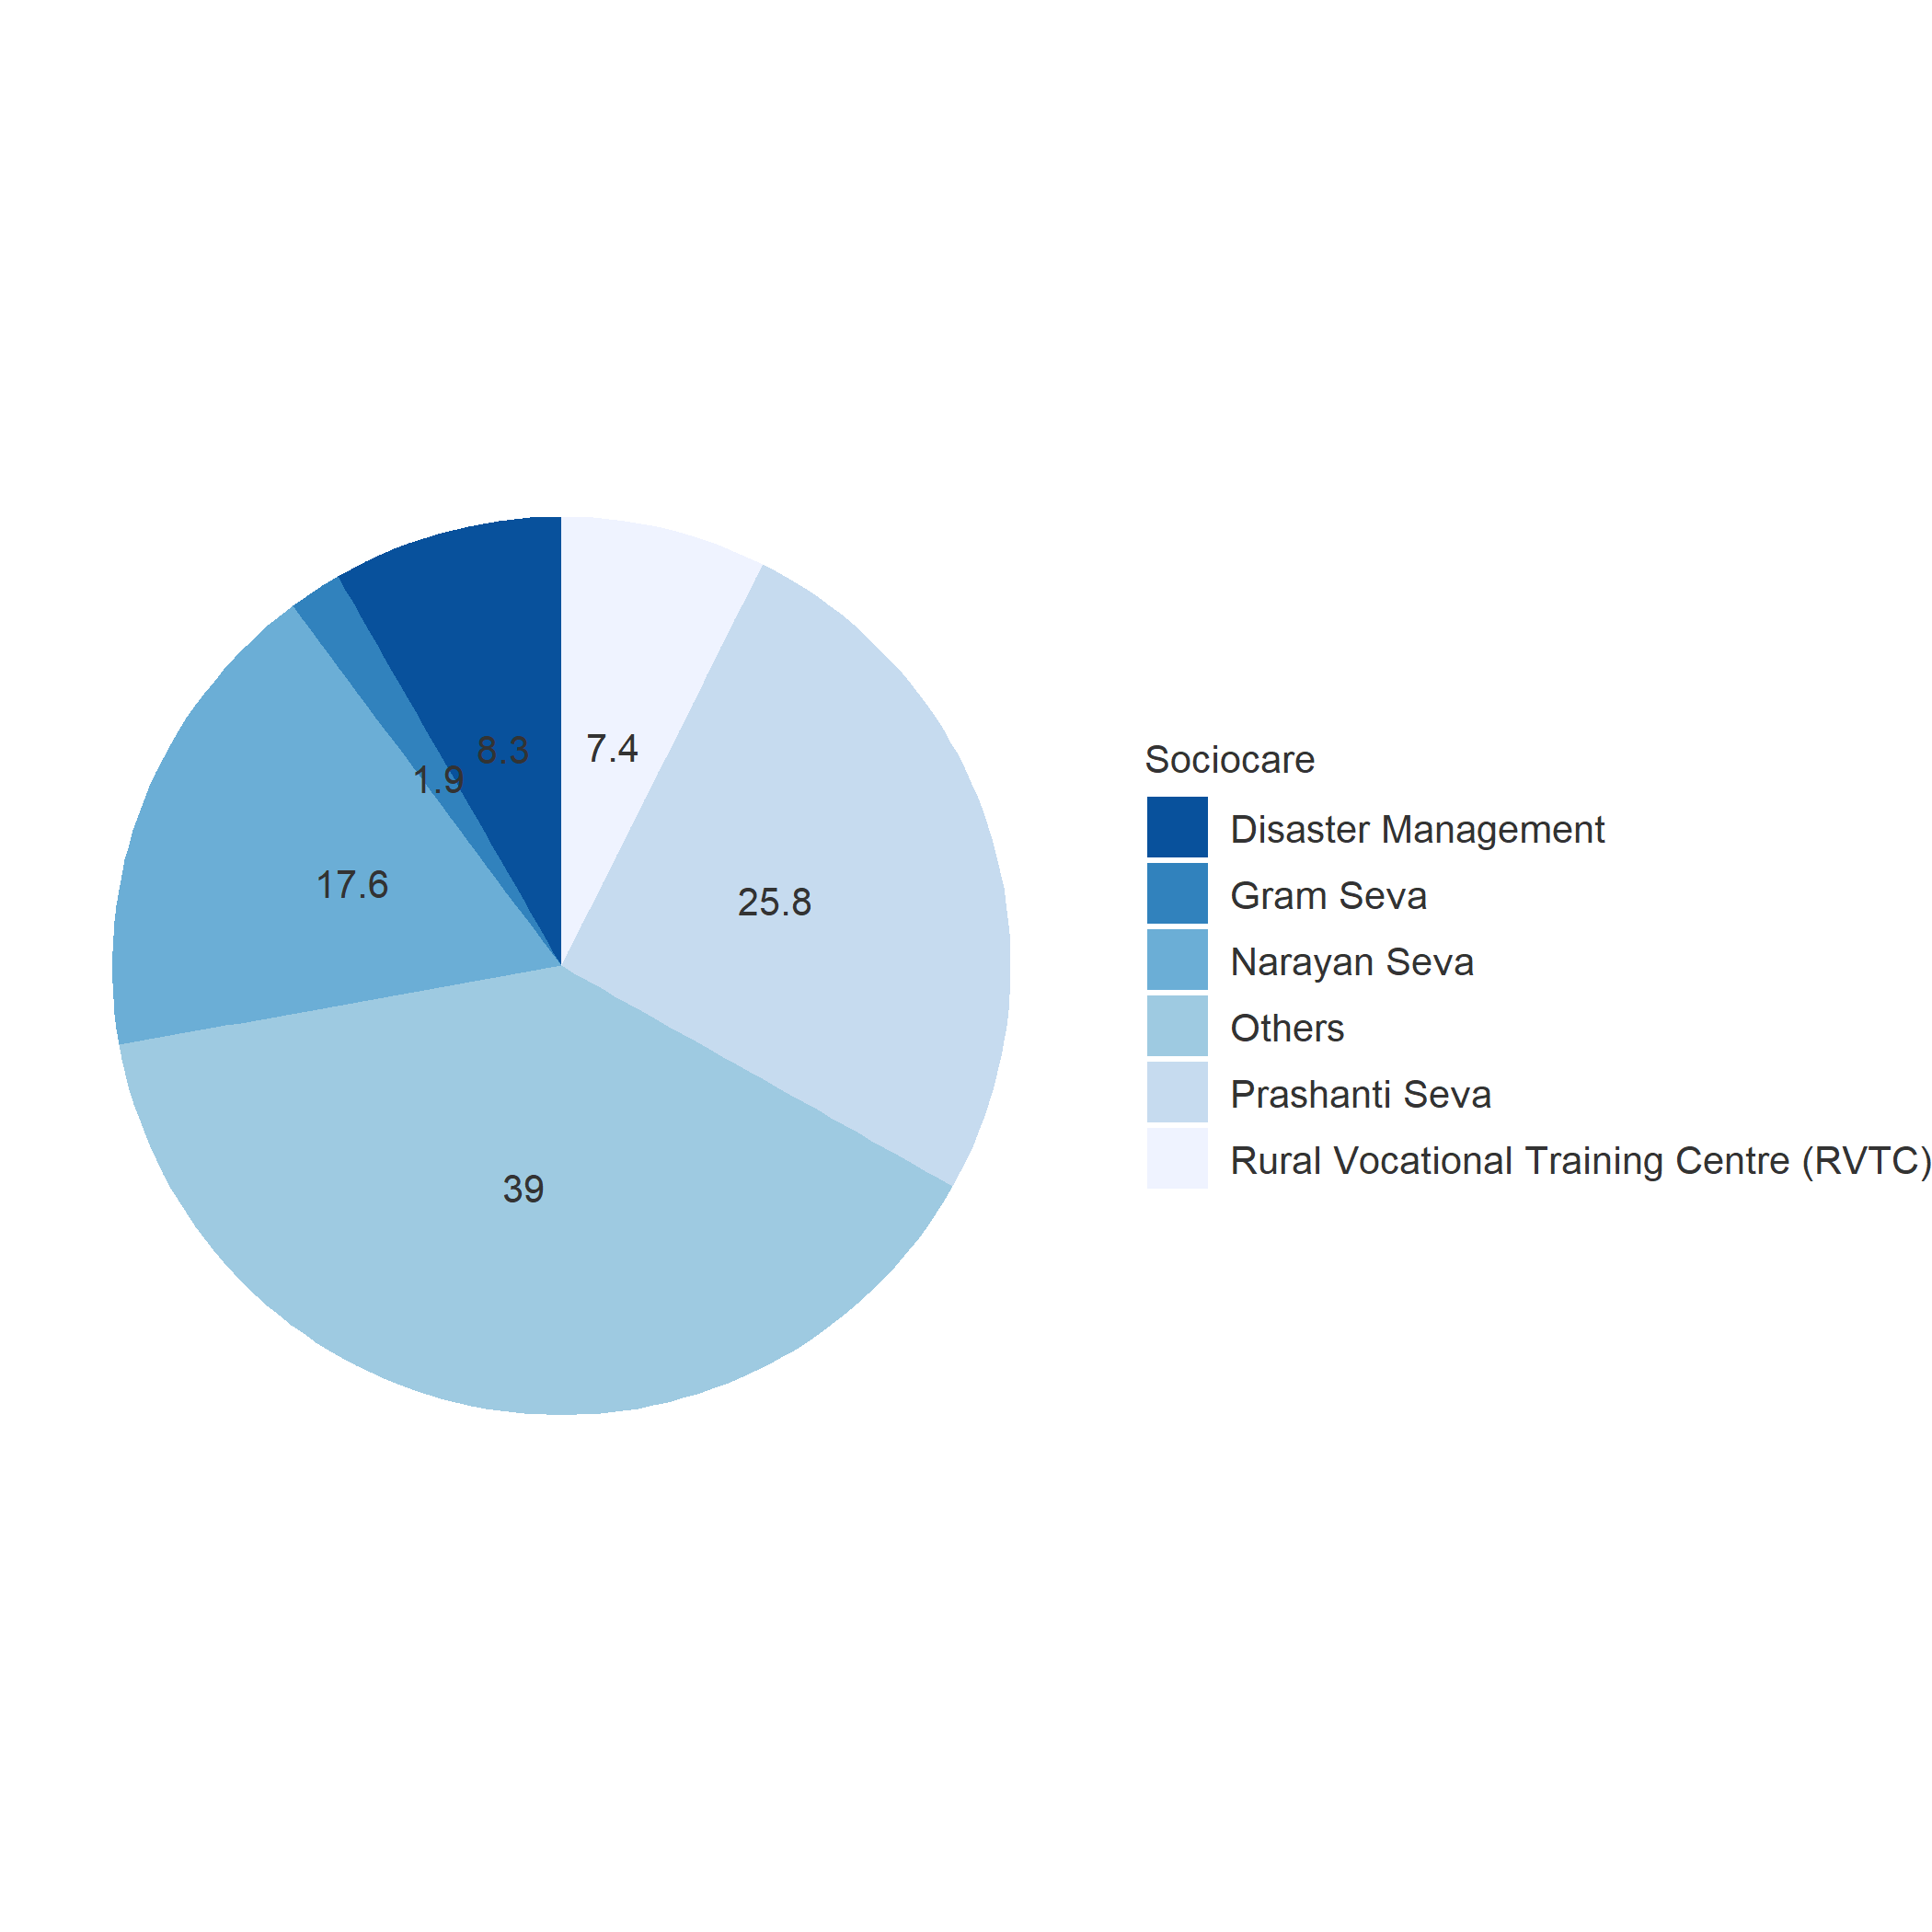 7.4
8.3
1.9
17.6
25.8
39
Sociocare
Disaster Management
Gram Seva
Narayan Seva
Others
Prashanti Seva
Rural Vocational Training Centre (RVTC)